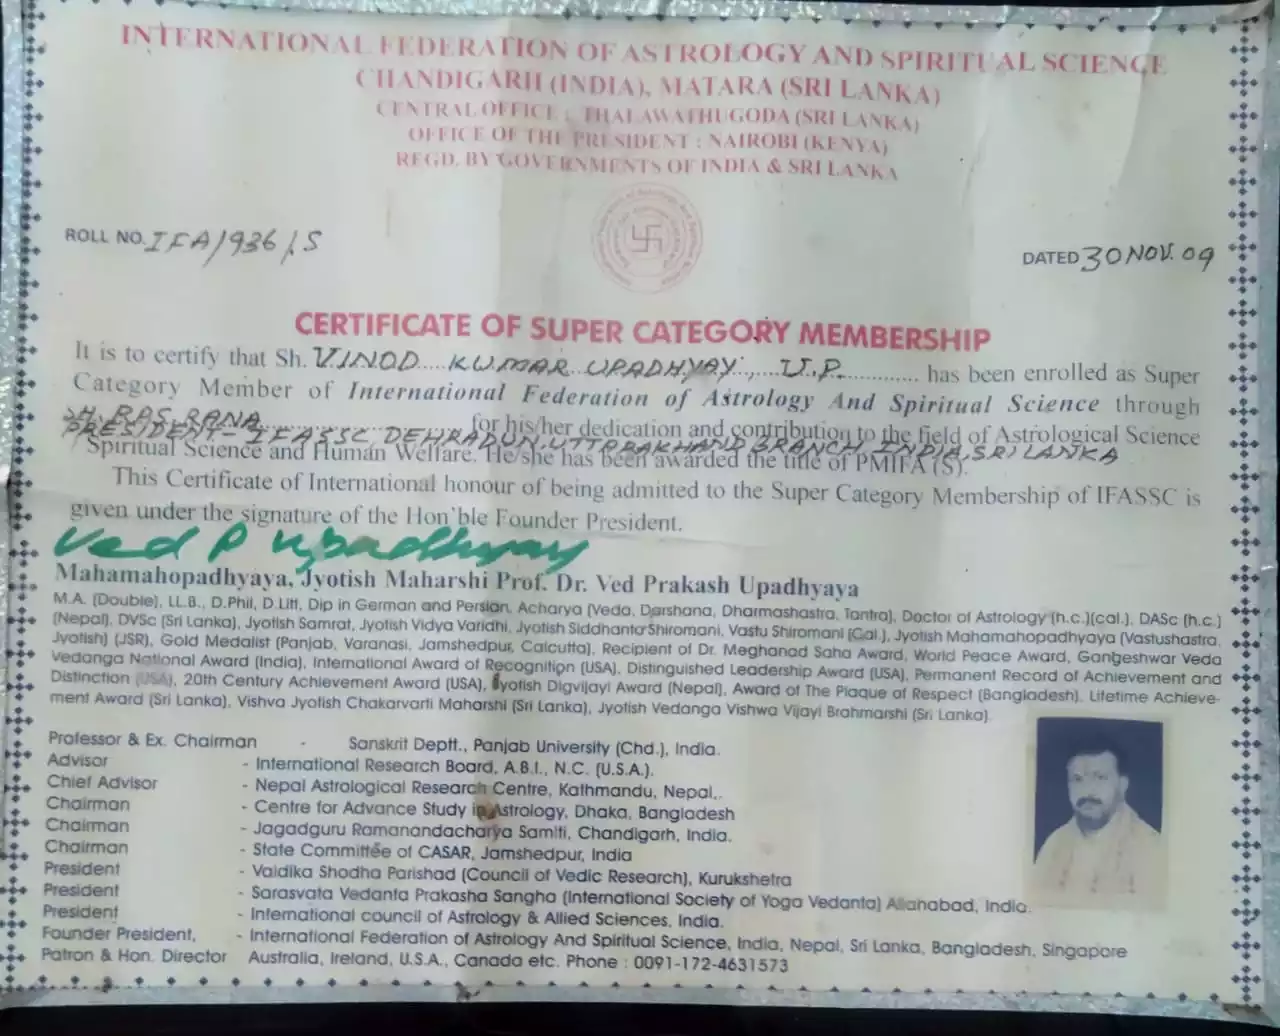 INTERNATIONAL FEDERATION OF ASTROLOGY AND SPIRITUAL SCIENCE
CHANDIGARH (INDIA), MATARA (SRI LANKA)
CENTRAL OFFICE : THALAWATHUGODA (SRI LANKA)
OFFICE OF THE PRESIDENT : NAIROBI (KENYA)
REGD. BY GOVERNMENTS OF INDIA & SRI LANKA
ROLL NO. IFA/936/S
DATED 30 NOV. 09
CERTIFICATE OF SUPER CATEGORY MEMBERSHIP
It is to certify that Sh. VINOD KUMAR UPADHYAY, U.P. has been enrolled as Super
Category Member of International Federation of Astrology And Spiritual Science through
SH. RAS RANA for his/her dedication and contribution to the field of Astrological Science
PRESIDENT- IFASSC, DEHRADUN, UTTRAKHAND BRANCH, INDIA, SRI LANKA
Spiritual Science and Human Welfare. He/she has been awarded the title of PMIFA (S).
This Certificate of International honour of being admitted to the Super Category Membership of IFASSC is
given under the signature of the Hon'ble Founder President.
Ved P Upadhyay
Mahamahopadhyaya, Jyotish Maharshi Prof. Dr. Ved Prakash Upadhyaya
M.A. (Double), LL.B., D.Phil, D.Litt, Dip in German and Persian, Acharya (Veda, Darshana, Dharmashastra, Tantra), Doctor of Astrology (h.c.)(cal.), DASc (h.c.)
(Nepal), DVSc (Sri Lanka), Jyotish Samrat, Jyotish Vidya Varidhi, Jyotish Siddhanta Shiromani, Vastu Shiromani (Cal.), Jyotish Mahamahopadhyaya (Vastushastra,
Jyotish) (JSR), Gold Medalist (Panjab, Varanasi, Jamshedpur, Calcutta), Recipient of Dr. Meghanad Saha Award, World Peace Award, Gangeshwar Veda
Vedanga National Award (India), International Award of Recognition (USA), Distinguished Leadership Award (USA), Permanent Record of Achievement and
Distinction (USA), 20th Century Achievement Award (USA), Jyotish Digvijayi Award (Nepal), Award of The Plaque of Respect (Bangladesh), Lifetime Achieve-
ment Award (Sri Lanka), Vishva Jyotish Chakarvarti Maharshi (Sri Lanka), Jyotish Vedanga Vishwa Vijayi Brahmarshi (Sri Lanka).
Professor & Ex. Chairman - Sanskrit Deptt., Panjab University (Chd.), India.
Advisor - International Research Board, A.B.I., N.C. (U.S.A.).
Chief Advisor - Nepal Astrological Research Centre, Kathmandu, Nepal,.
Chairman - Centre for Advance Study in Astrology, Dhaka, Bangladesh
Chairman - Jagadguru Ramanandacharya Samiti, Chandigarh, India.
Chairman - State Committee of CASAR, Jamshedpur, India
President - Vaidika Shodha Parishad (Council of Vedic Research), Kurukshetra
President - Sarasvata Vedanta Prakasha Sangha (International Society of Yoga Vedanta) Allahabad, India.
President - International council of Astrology & Allied Sciences, India.
Founder President, - International Federation of Astrology And Spiritual Science, India, Nepal, Sri Lanka, Bangladesh, Singapore
Patron & Hon. Director Australia, Ireland, U.S.A., Canada etc. Phone : 0091-172-4631573